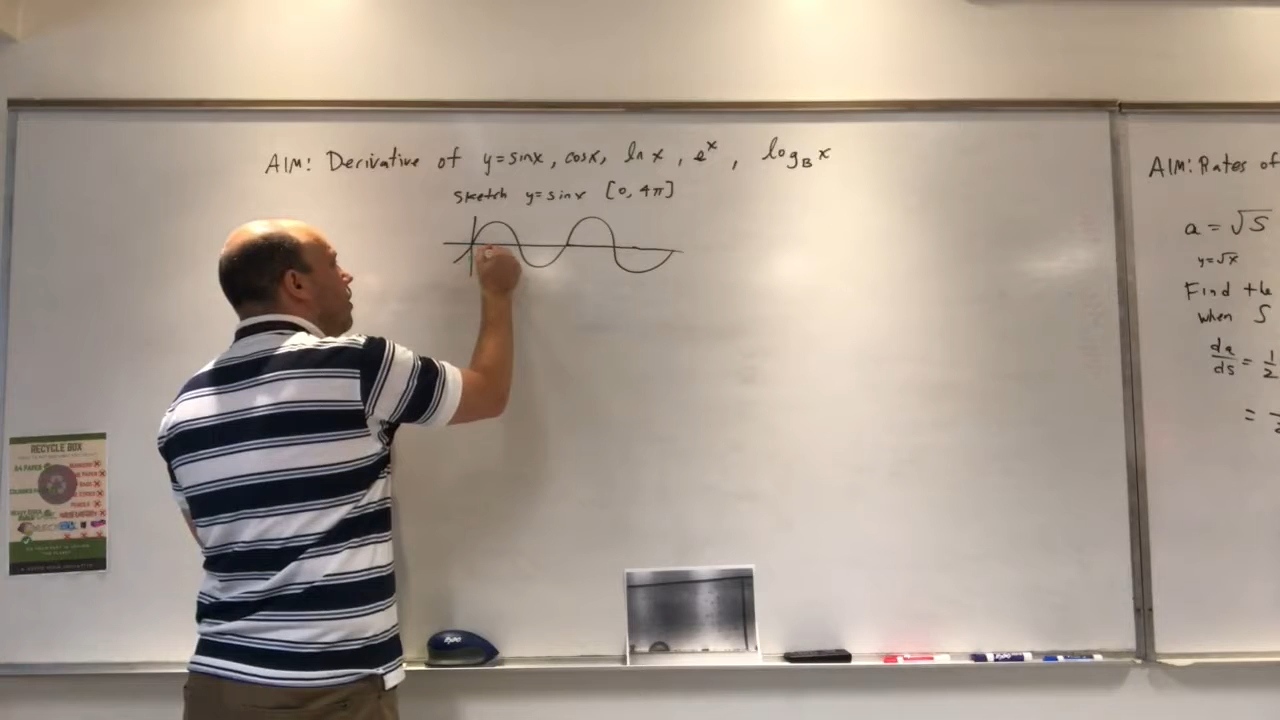 AIM: Derivative of y=sinx, cosx, ln x, e^x, log_B x
Sketch y=sinx [0, 4π]
AIM: Rates of
a = √S
y=√x
Find the
when S
da/ds = 1/2
=
RECYCLE BOX
EXPO